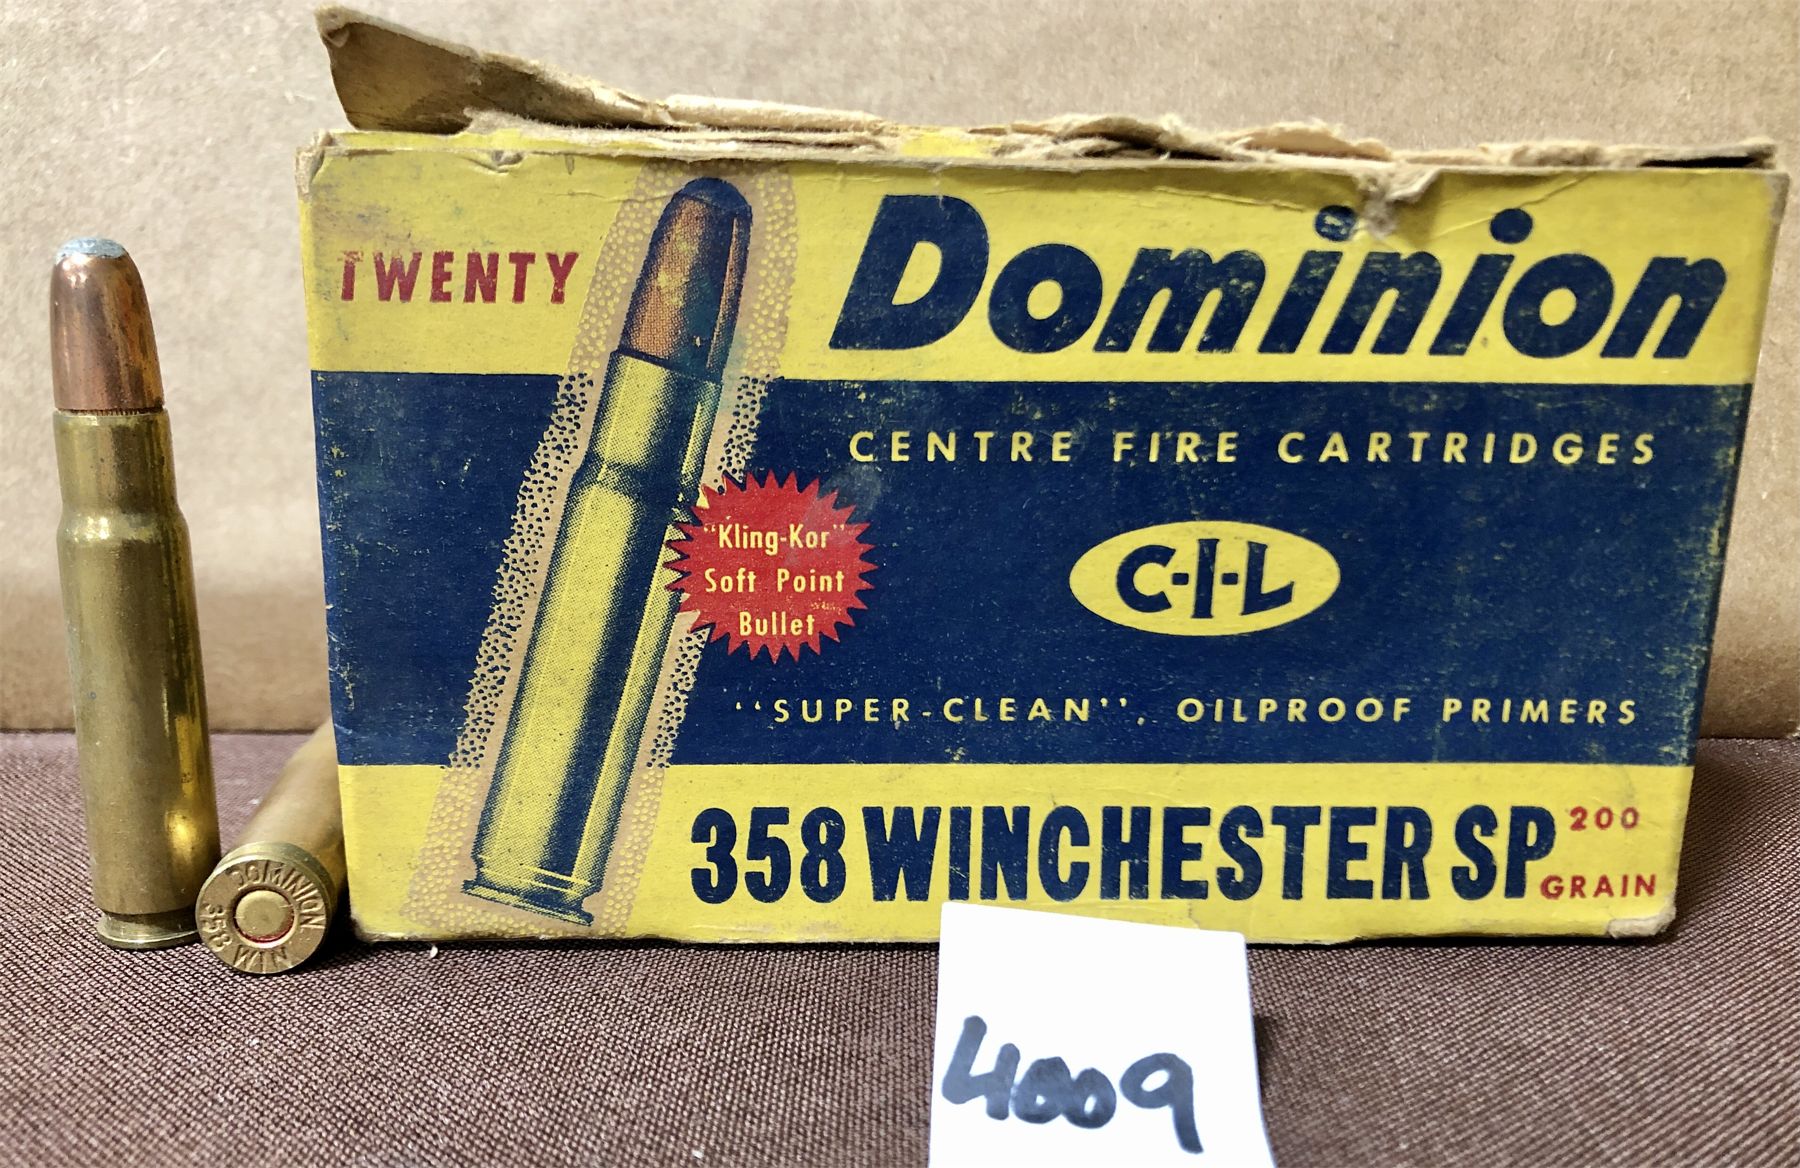 TWENTY
Dominion
CENTRE FIRE CARTRIDGES
"Kling-Kor"
Soft Point
Bullet
C-I-L
"SUPER-CLEAN", OILPROOF PRIMERS
358 WINCHESTER SP 200
GRAIN
DOMINION
358 WIN
4009